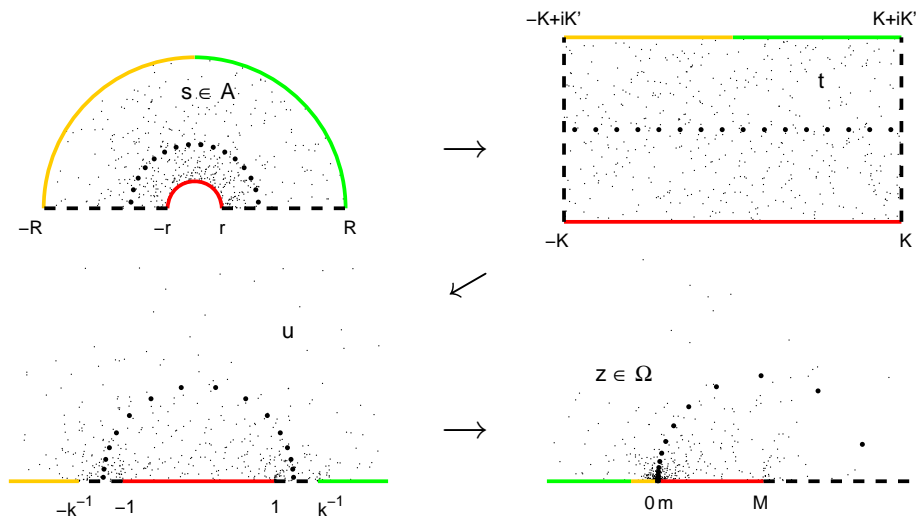 −K+iK’ K+iK’
s ∈ A t
−R −r r R
−K K
u
z ∈ Ω
−k⁻¹ −1 1 k⁻¹
0 m M